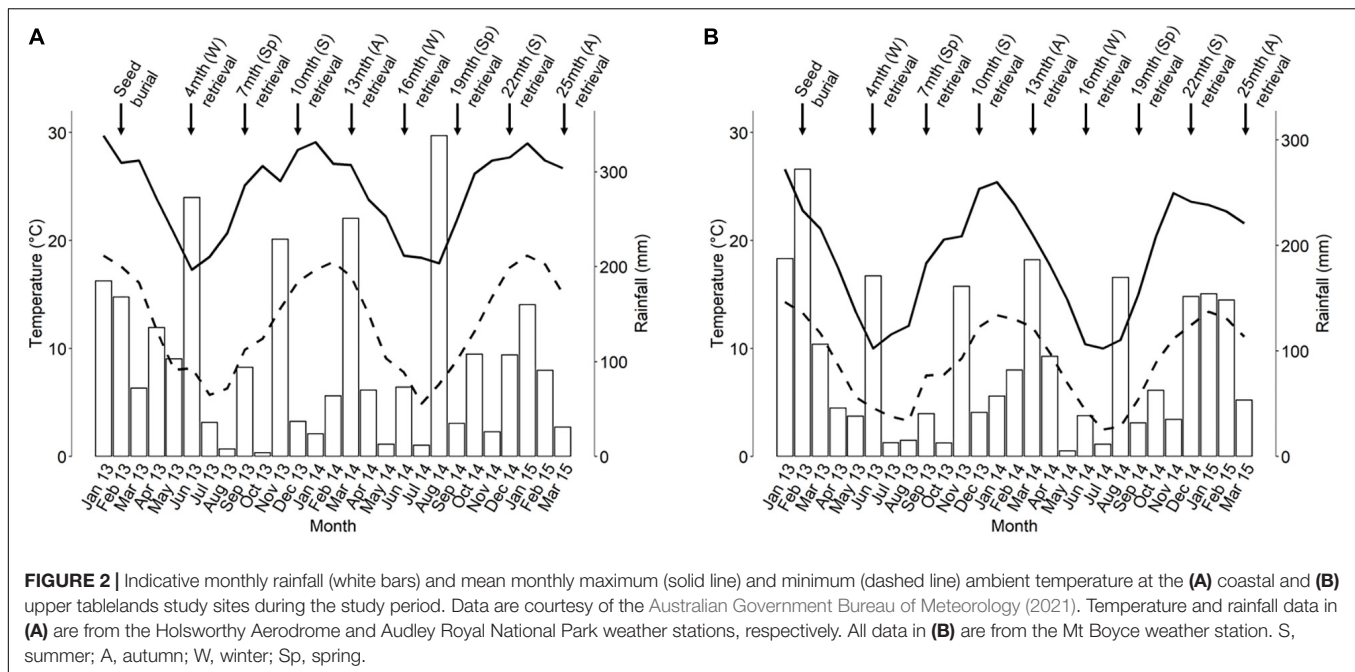 A
Seed burial
4mth (W) retrieval
7mth (Sp) retrieval
10mth (S) retrieval
13mth (A) retrieval
16mth (W) retrieval
19mth (Sp) retrieval
22mth (S) retrieval
25mth (A) retrieval
Temperature (°C)
30
20
10
0
Rainfall (mm)
300
200
100
0
Jan 13
Feb 13
Mar 13
Apr 13
May 13
Jun 13
Jul 13
Aug 13
Sep 13
Oct 13
Nov 13
Dec 13
Jan 14
Feb 14
Mar 14
Apr 14
May 14
Jun 14
Jul 14
Aug 14
Sep 14
Oct 14
Nov 14
Dec 14
Jan 15
Feb 15
Mar 15
Month
B
Seed burial
4mth (W) retrieval
7mth (Sp) retrieval
10mth (S) retrieval
13mth (A) retrieval
16mth (W) retrieval
19mth (Sp) retrieval
22mth (S) retrieval
25mth (A) retrieval
Temperature (°C)
30
20
10
0
Rainfall (mm)
300
200
100
0
Jan 13
Feb 13
Mar 13
Apr 13
May 13
Jun 13
Jul 13
Aug 13
Sep 13
Oct 13
Nov 13
Dec 13
Jan 14
Feb 14
Mar 14
Apr 14
May 14
Jun 14
Jul 14
Aug 14
Sep 14
Oct 14
Nov 14
Dec 14
Jan 15
Feb 15
Mar 15
Month
FIGURE 2 | Indicative monthly rainfall (white bars) and mean monthly maximum (solid line) and minimum (dashed line) ambient temperature at the (A) coastal and (B)
upper tablelands study sites during the study period. Data are courtesy of the Australian Government Bureau of Meteorology (2021). Temperature and rainfall data in
(A) are from the Holsworthy Aerodrome and Audley Royal National Park weather stations, respectively. All data in (B) are from the Mt Boyce weather station. S,
summer; A, autumn; W, winter; Sp, spring.